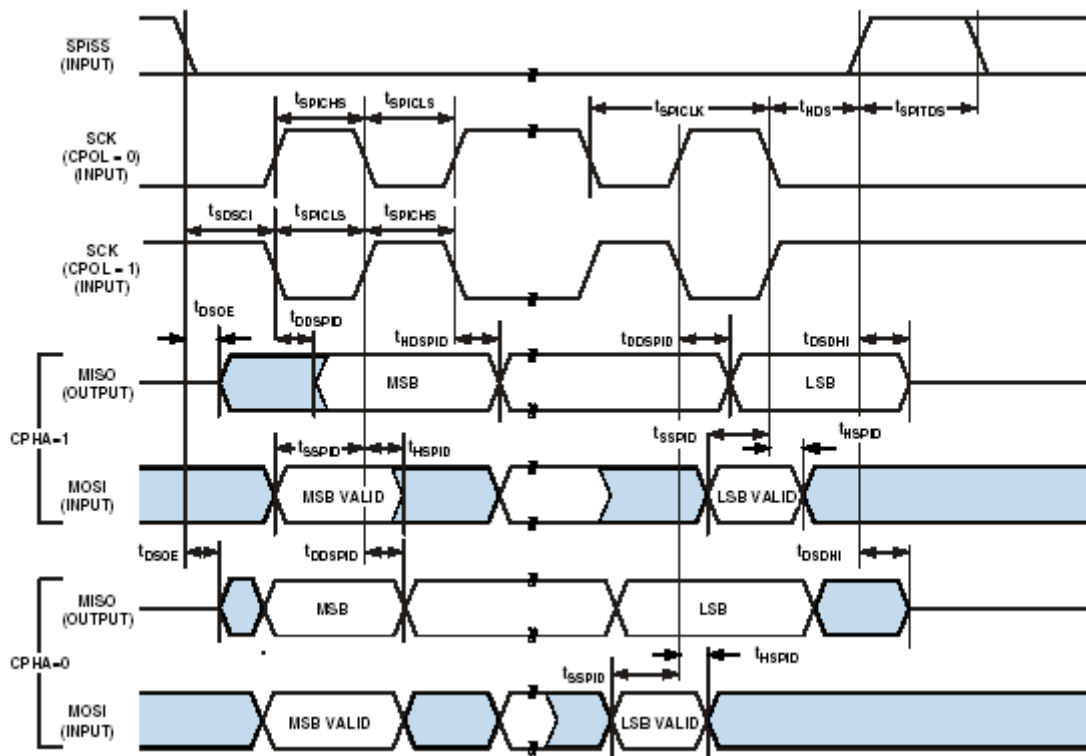 SPISS
(INPUT)
tSPICHS tSPICLS tSPICLK tHDS tSPITDS
SCK
(CPOL = 0)
(INPUT)
tSDSCI tSPICLS tSPICHS
SCK
(CPOL = 1)
(INPUT)
tDSOE tDDSPID tHDSPID tDDSPID tDSDHI
MISO
(OUTPUT)
MSB LSB
CPHA=1
tSSPID tHSPID tSSPID tHSPID
MOSI
(INPUT)
MSB VALID LSB VALID
tDSOE tDDSPID tDSDHI
MISO
(OUTPUT)
MSB LSB
CPHA=0
tSSPID tHSPID
MOSI
(INPUT)
MSB VALID LSB VALID